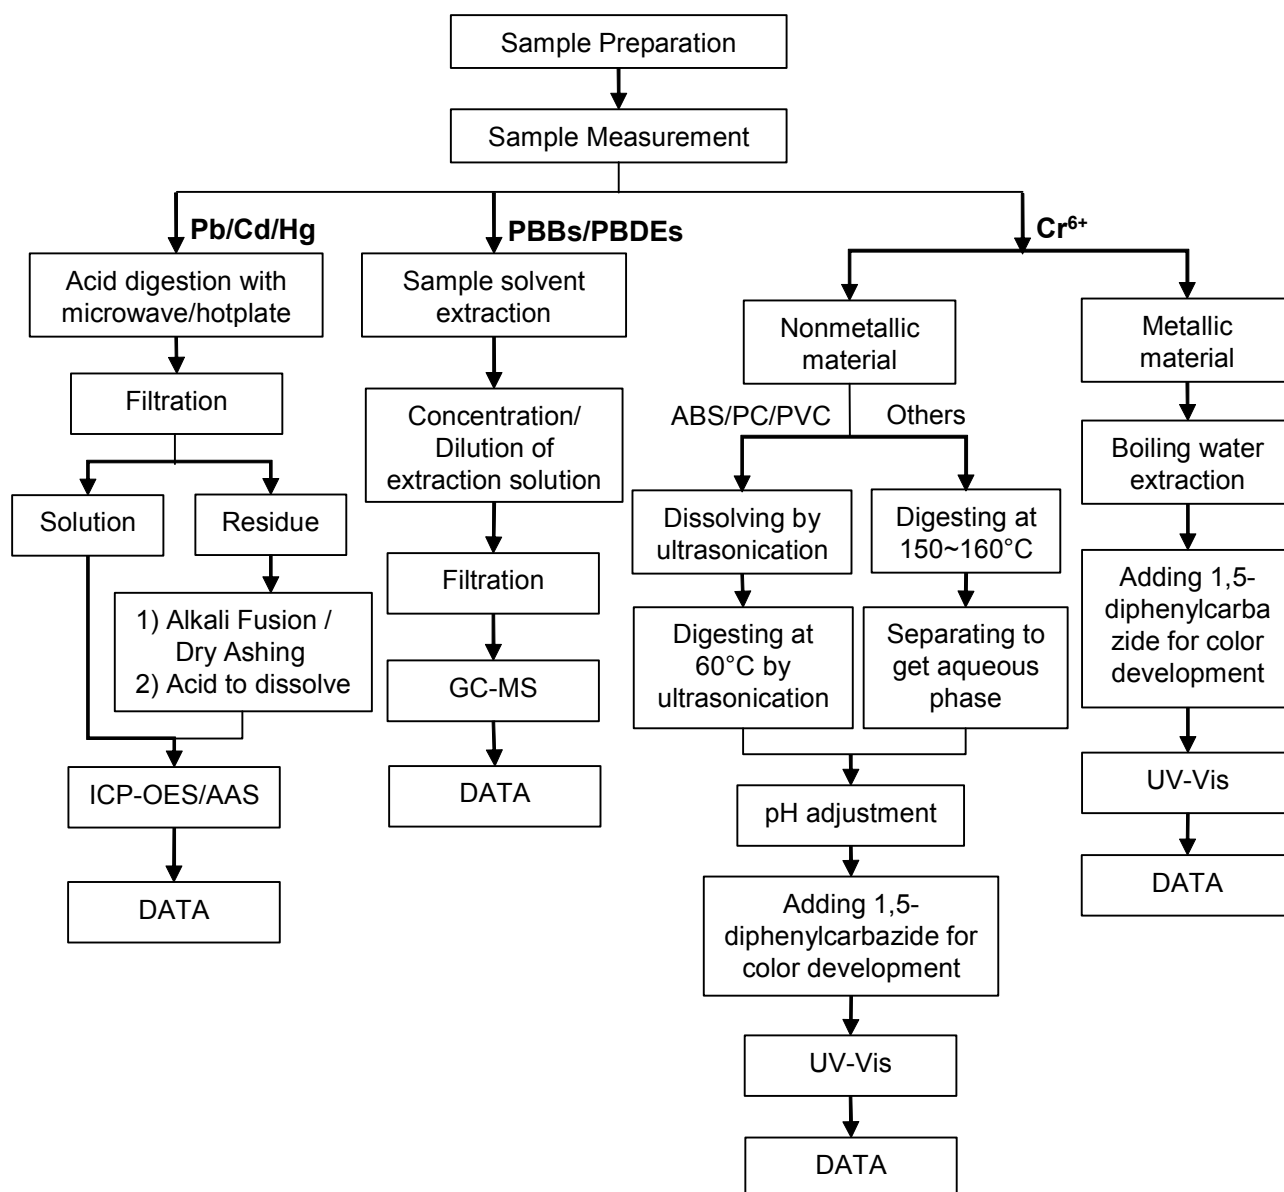 Sample Preparation
Sample Measurement
Pb/Cd/Hg
PBBs/PBDEs
Cr⁶⁺
Acid digestion with
microwave/hotplate
Filtration
Solution
Residue
1) Alkali Fusion /
Dry Ashing
2) Acid to dissolve
ICP-OES/AAS
DATA
Sample solvent
extraction
Concentration/
Dilution of
extraction solution
Filtration
GC-MS
DATA
Nonmetallic
material
ABS/PC/PVC
Others
Dissolving by
ultrasonication
Digesting at
60°C by
ultrasonication
Digesting at
150~160°C
Separating to
get aqueous
phase
pH adjustment
Adding 1,5-
diphenylcarbazide for
color development
UV-Vis
DATA
Metallic
material
Boiling water
extraction
Adding 1,5-
diphenylcarba
zide for color
development
UV-Vis
DATA